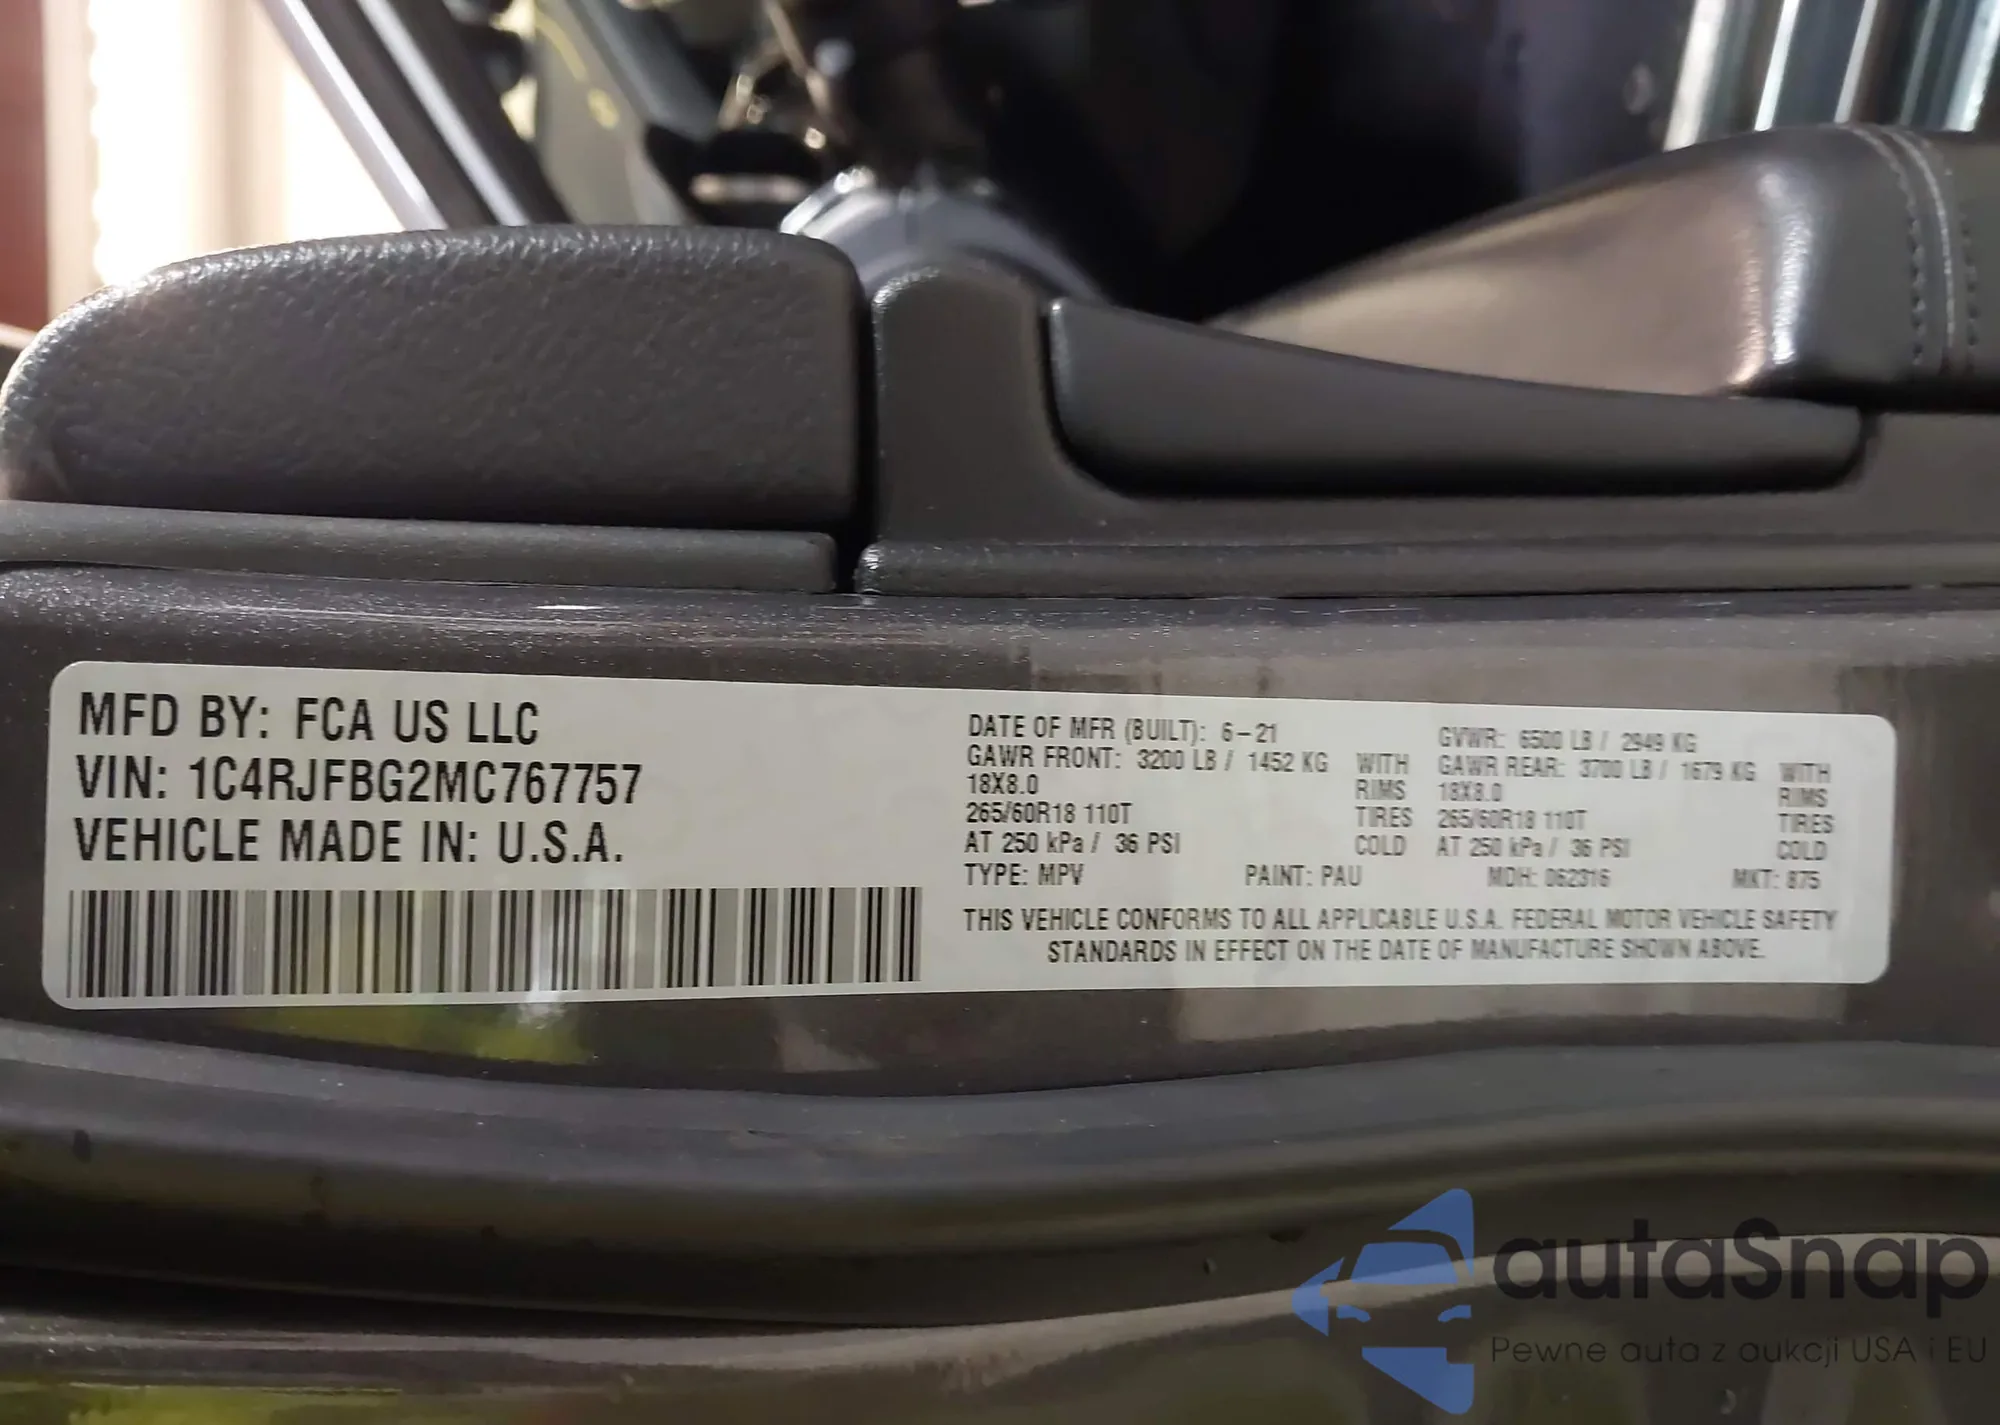 MFD BY: FCA US LLC
VIN: 1C4RJFBG2MC767757
VEHICLE MADE IN: U.S.A.
DATE OF MFR (BUILT): 6-21 GVWR: 6500 LB / 2949 KG
GAWR FRONT: 3200 LB / 1452 KG WITH GAWR REAR: 3700 LB / 1679 KG WITH
18X8.0 RIMS 18X8.0 RIMS
265/60R18 110T TIRES 265/60R18 110T TIRES
AT 250 kPa / 36 PSI COLD AT 250 kPa / 36 PSI COLD
TYPE: MPV PAINT: PAU MDH: 062316 MKT: 875
THIS VEHICLE CONFORMS TO ALL APPLICABLE U.S.A. FEDERAL MOTOR VEHICLE SAFETY
STANDARDS IN EFFECT ON THE DATE OF MANUFACTURE SHOWN ABOVE.
autaSnap
Pewne auta z aukcji USA i EU